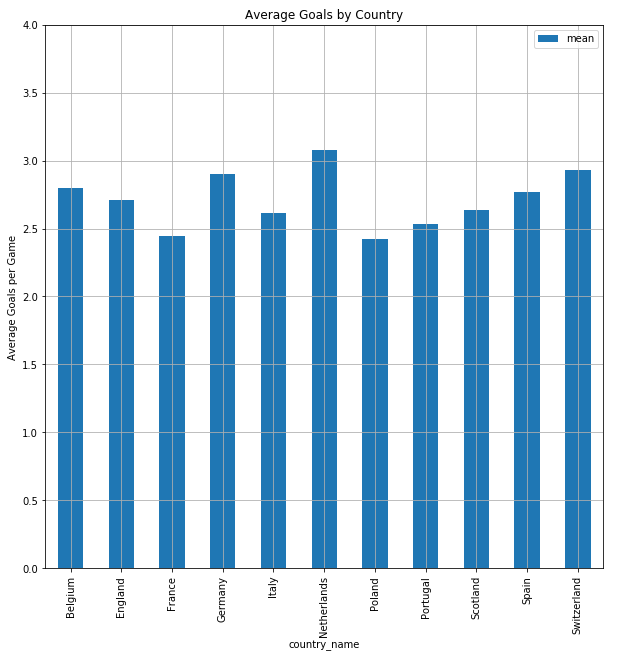 Average Goals by Country
mean
Average Goals per Game
4.0
3.5
3.0
2.5
2.0
1.5
1.0
0.5
0.0
Belgium
England
France
Germany
Italy
Netherlands
Poland
Portugal
Scotland
Spain
Switzerland
country_name